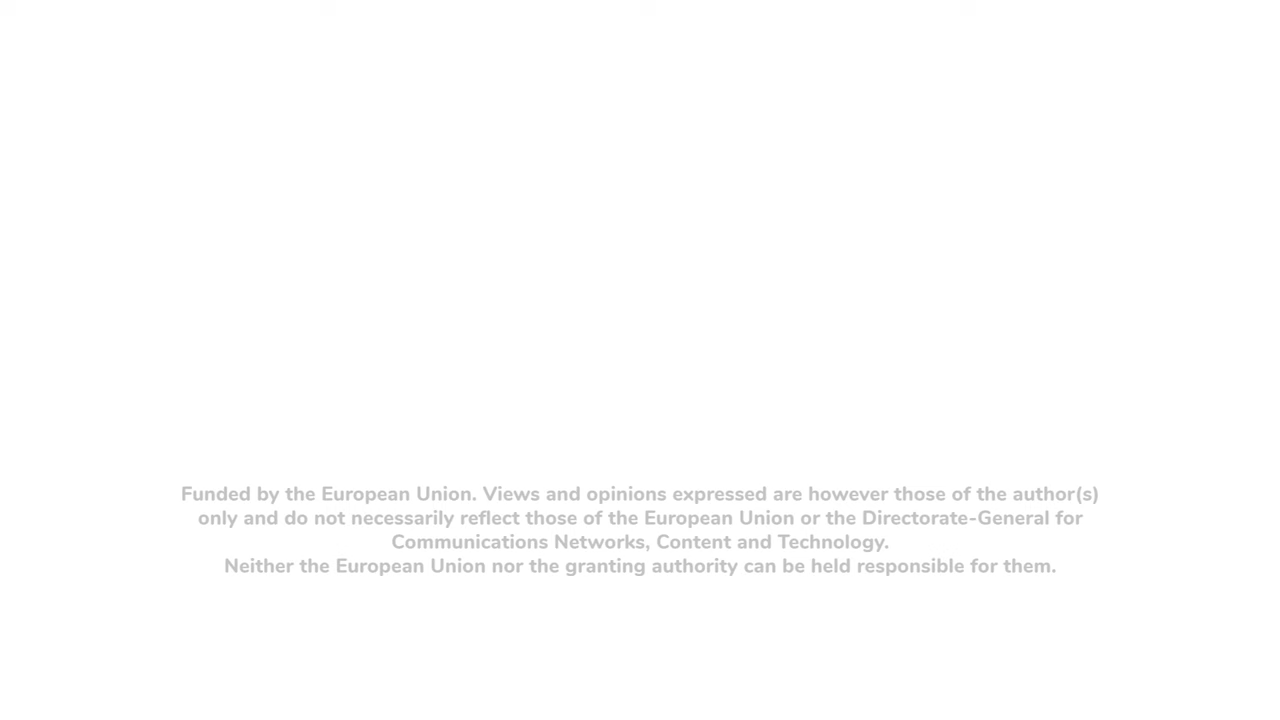 Funded by the European Union. Views and opinions expressed are however those of the author(s)
only and do not necessarily reflect those of the European Union or the Directorate-General for
Communications Networks, Content and Technology.
Neither the European Union nor the granting authority can be held responsible for them.